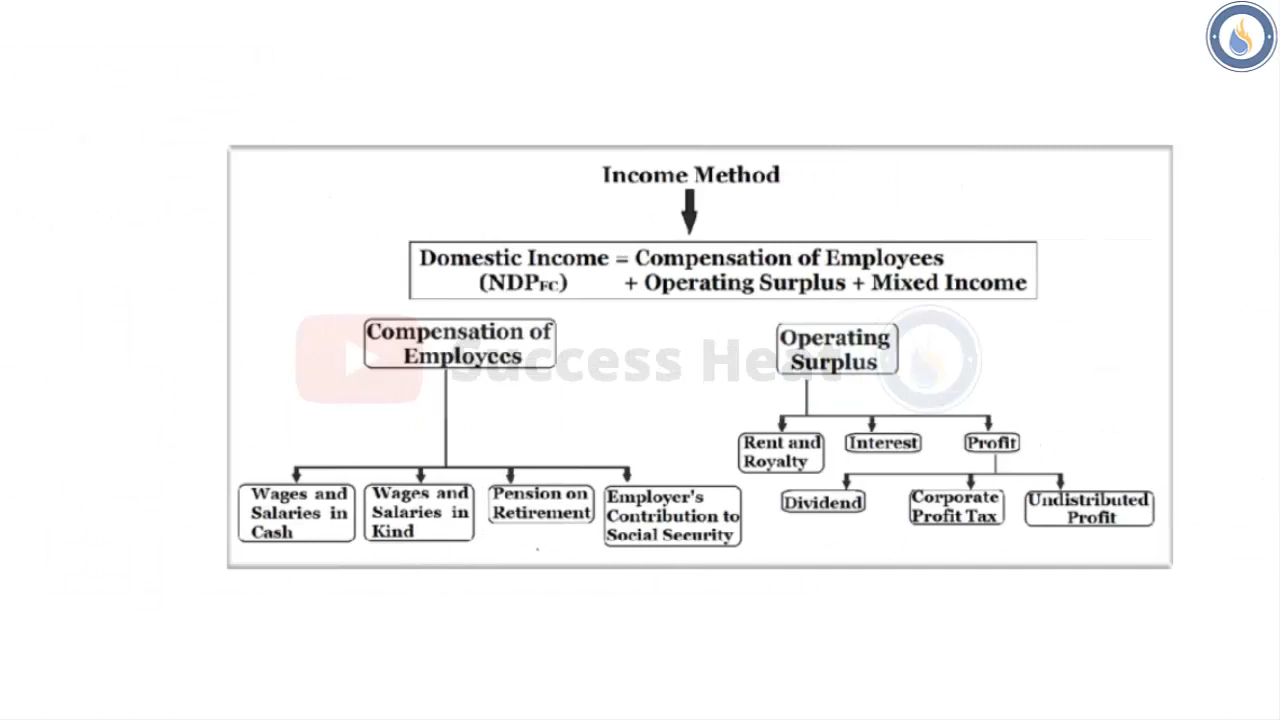 Income Method
Domestic Income = Compensation of Employees
(NDPFC) + Operating Surplus + Mixed Income
Compensation of
Employees
Operating
Surplus
Success Heat
Rent and
Royalty
Interest
Profit
Wages and
Salaries in
Cash
Wages and
Salaries in
Kind
Pension on
Retirement
Employer's
Contribution to
Social Security
Dividend
Corporate
Profit Tax
Undistributed
Profit